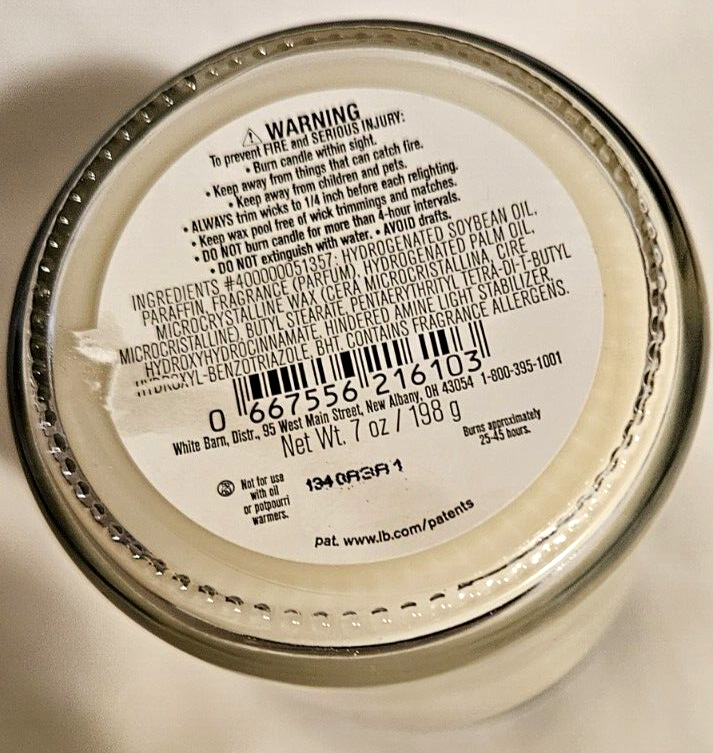 ⚠ WARNING
To prevent FIRE and SERIOUS INJURY:
• Burn candle within sight.
• Keep away from things that can catch fire.
• Keep away from children and pets.
• ALWAYS trim wicks to 1/4 inch before each relighting.
• Keep wax pool free of wick trimmings and matches.
• DO NOT burn candle for more than 4-hour intervals.
• DO NOT extinguish with water. • AVOID drafts.
INGREDIENTS #400000051357: HYDROGENATED SOYBEAN OIL,
PARAFFIN, FRAGRANCE (PARFUM), HYDROGENATED PALM OIL,
MICROCRYSTALLINE WAX (CERA MICROCRISTALLINA, CIRE
MICROCRISTALLINE), BUTYL STEARATE, PENTAERYTHRITYL TETRA-DI-T-BUTYL
HYDROXYHYDROCINNAMATE, HINDERED AMINE LIGHT STABILIZER,
HYDROXYL-BENZOTRIAZOLE, BHT. CONTAINS FRAGRANCE ALLERGENS.
0 667556 216103
White Barn, Distr., 95 West Main Street, New Albany, OH 43054 1-800-395-1001
Net Wt. 7 oz / 198 g
Burns approximately
25-45 hours.
Not for use
with oil
or potpourri
warmers.
1340A3A1
pat. www.lb.com/patents